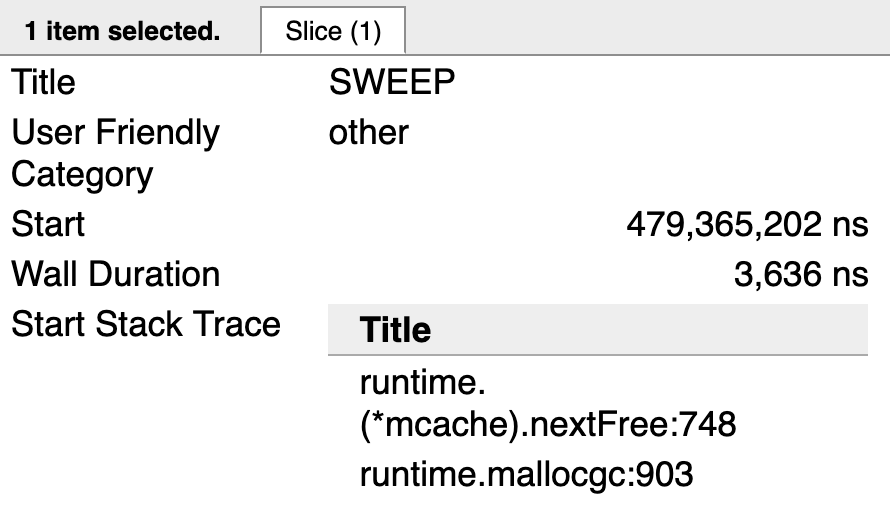 1 item selected. Slice (1)
Title SWEEP
User Friendly other
Category
Start 479,365,202 ns
Wall Duration 3,636 ns
Start Stack Trace Title
runtime.
(*mcache).nextFree:748
runtime.mallocgc:903